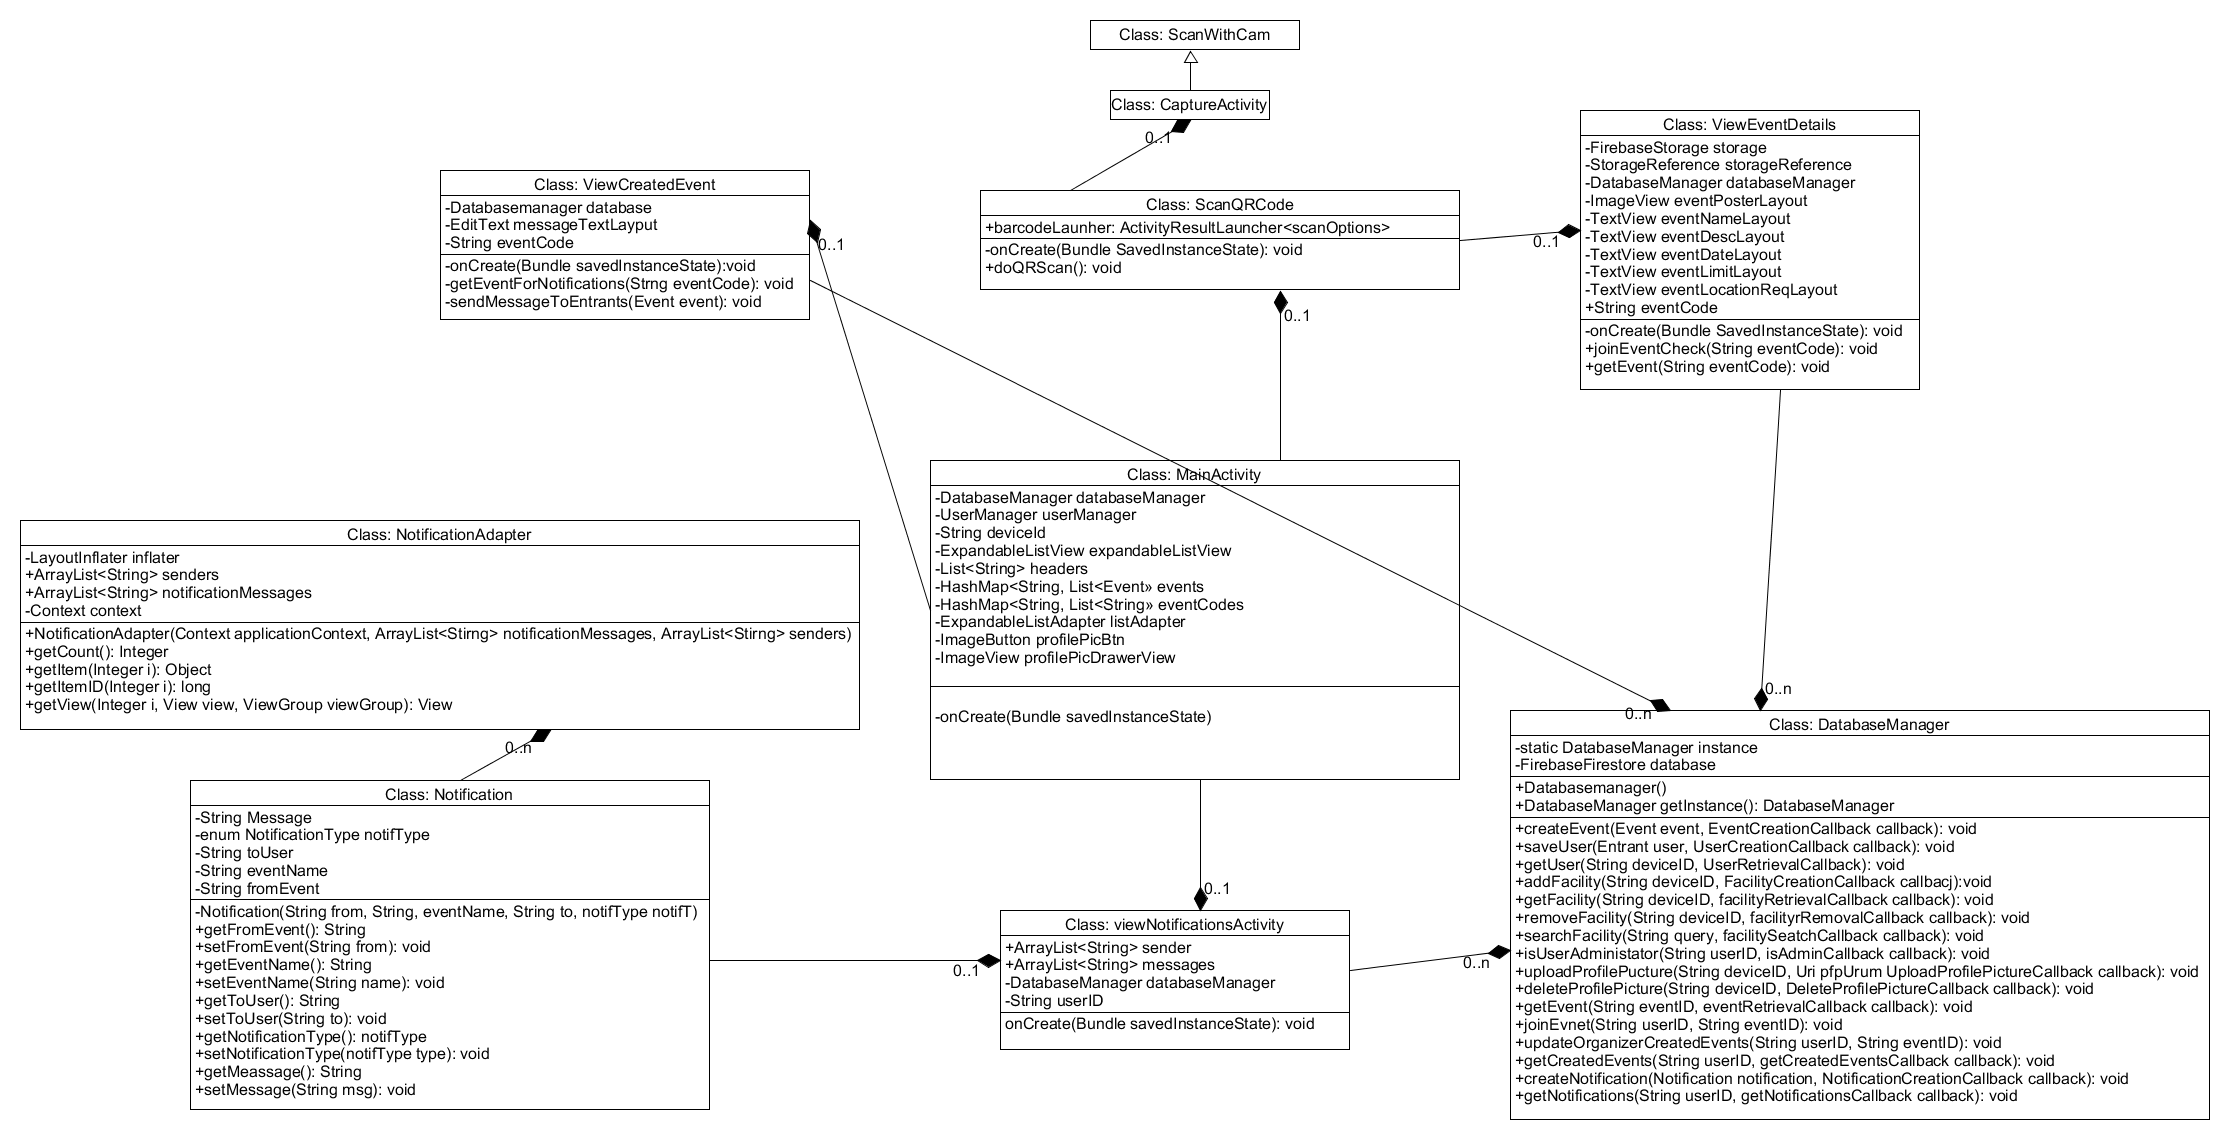 Class: ScanWithCam
Class: CaptureActivity
0..1
Class: ViewCreatedEvent
-Databasemanager database
-EditText messageTextLayput
-String eventCode
-onCreate(Bundle savedInstanceState):void
-getEventForNotifications(Strng eventCode): void
-sendMessageToEntrants(Event event): void
0..1
Class: ScanQRCode
+barcodeLaunher: ActivityResultLauncher<scanOptions>
-onCreate(Bundle SavedInstanceState): void
+doQRScan(): void
0..1
0..1
Class: ViewEventDetails
-FirebaseStorage storage
-StorageReference storageReference
-DatabaseManager databaseManager
-ImageView eventPosterLayout
-TextView eventNameLayout
-TextView eventDescLayout
-TextView eventDateLayout
-TextView eventLimitLayout
-TextView eventLocationReqLayout
+String eventCode
-onCreate(Bundle SavedInstanceState): void
+joinEventCheck(String eventCode): void
+getEvent(String eventCode): void
Class: MainActivity
-DatabaseManager databaseManager
-UserManager userManager
-String deviceId
-ExpandableListView expandableListView
-List<String> headers
-HashMap<String, List<Event» events
-HashMap<String, List<String» eventCodes
-ExpandableListAdapter listAdapter
-ImageButton profilePicBtn
-ImageView profilePicDrawerView
-onCreate(Bundle savedInstanceState)
Class: NotificationAdapter
-LayoutInflater inflater
+ArrayList<String> senders
+ArrayList<String> notificationMessages
-Context context
+NotificationAdapter(Context applicationContext, ArrayList<Stirng> notificationMessages, ArrayList<Stirng> senders)
+getCount(): Integer
+getItem(Integer i): Object
+getItemID(Integer i): long
+getView(Integer i, View view, ViewGroup viewGroup): View
0..n
Class: Notification
-String Message
-enum NotificationType notifType
-String toUser
-String eventName
-String fromEvent
-Notification(String from, String, eventName, String to, notifType notifT)
+getFromEvent(): String
+setFromEvent(String from): void
+getEventName(): String
+setEventName(String name): void
+getToUser(): String
+setToUser(String to): void
+getNotificationType(): notifType
+setNotificationType(notifType type): void
+getMeassage(): String
+setMessage(String msg): void
0..1
0..1
Class: viewNotificationsActivity
+ArrayList<String> sender
+ArrayList<String> messages
-DatabaseManager databaseManager
-String userID
onCreate(Bundle savedInstanceState): void
0..n
0..n
0..n
Class: DatabaseManager
-static DatabaseManager instance
-FirebaseFirestore database
+Databasemanager()
+DatabaseManager getInstance(): DatabaseManager
+createEvent(Event event, EventCreationCallback callback): void
+saveUser(Entrant user, UserCreationCallback callback): void
+getUser(String deviceID, UserRetrievalCallback): void
+addFacility(String deviceID, FacilityCreationCallback callbacj):void
+getFacility(String deviceID, facilityRetrievalCallback callback): void
+removeFacility(String deviceID, facilityrRemovalCallback callback): void
+searchFacility(String query, facilitySeatchCallback callback): void
+isUserAdministator(String userID, isAdminCallback callback): void
+uploadProfilePucture(String deviceID, Uri pfpUrum UploadProfilePictureCallback callback): void
+deleteProfilePicture(String deviceID, DeleteProfilePictureCallback callback): void
+getEvent(String eventID, eventRetrievalCallback callback): void
+joinEvnet(String userID, String eventID): void
+updateOrganizerCreatedEvents(String userID, String eventID): void
+getCreatedEvents(String userID, getCreatedEventsCallback callback): void
+createNotification(Notification notification, NotificationCreationCallback callback): void
+getNotifications(String userID, getNotificationsCallback callback): void